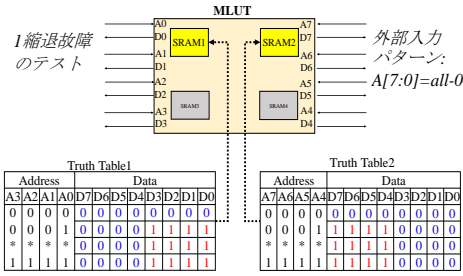 MLUT
1縮退故障
のテスト
A0
D0
A1
D1
A2
D2
A3
D3
SRAM1
SRAM2
SRAM3
SRAM4
A7
D7
A6
D6
A5
D5
A4
D4
外部入力
パターン:
A[7:0]=all-0
Truth Table1
Address Data
A3 A2 A1 A0 D7 D6 D5 D4 D3 D2 D1 D0
0 0 0 0 0 0 0 0 0 0 0 0
0 0 0 1 0 0 0 0 1 1 1 1
* * * * 0 0 0 0 1 1 1 1
1 1 1 1 0 0 0 0 1 1 1 1
Truth Table2
Address Data
A7 A6 A5 A4 D7 D6 D5 D4 D3 D2 D1 D0
0 0 0 0 0 0 0 0 0 0 0 0
0 0 0 1 1 1 1 1 0 0 0 0
* * * * 1 1 1 1 0 0 0 0
1 1 1 1 1 1 1 1 0 0 0 0